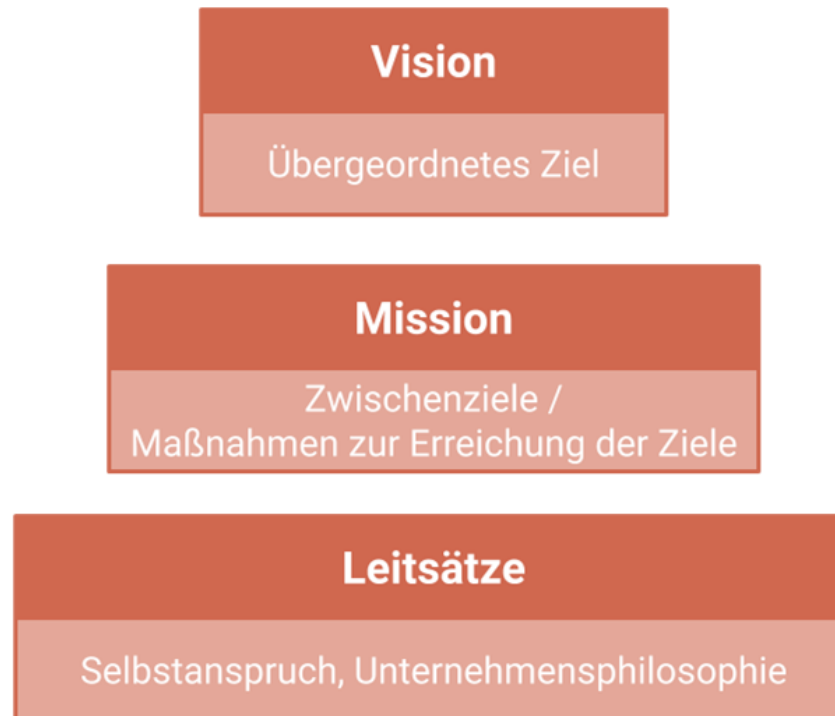 Vision
Übergeordnetes Ziel
Mission
Zwischenziele /
Maßnahmen zur Erreichung der Ziele
Leitsätze
Selbstanspruch, Unternehmensphilosophie